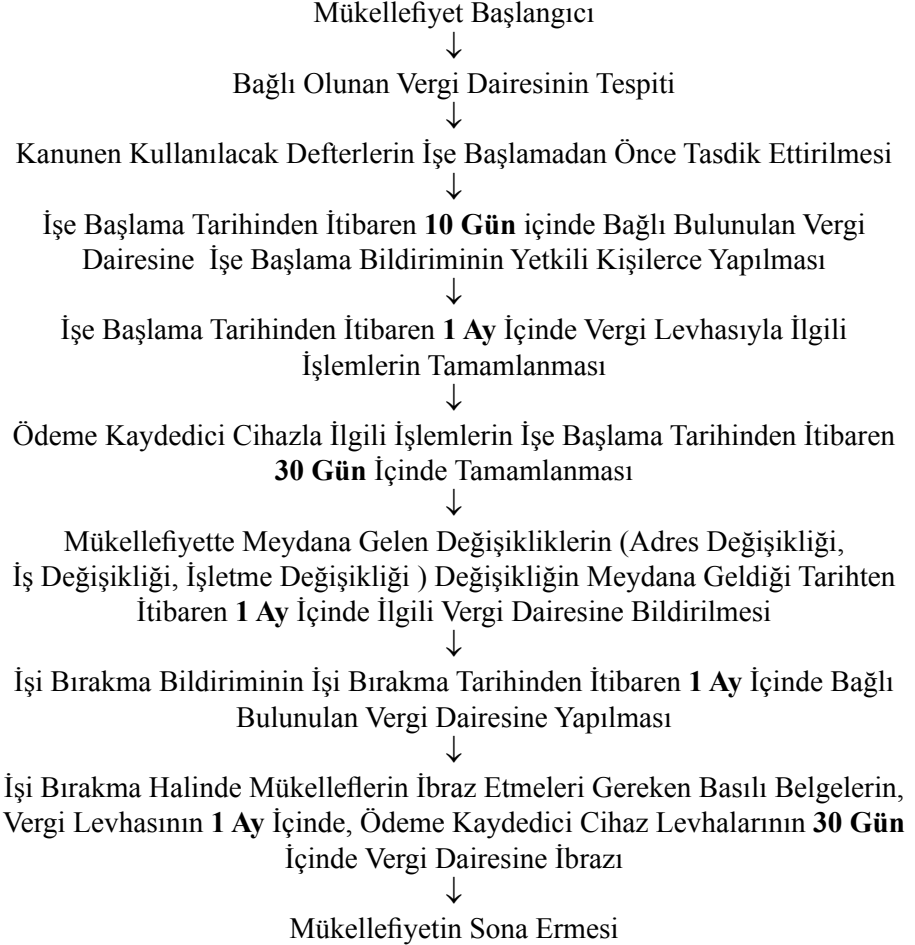 Mükellefiyet Başlangıcı
↓
Bağlı Olunan Vergi Dairesinin Tespiti
↓
Kanunen Kullanılacak Defterlerin İşe Başlamadan Önce Tasdik Ettirilmesi
↓
İşe Başlama Tarihinden İtibaren 10 Gün içinde Bağlı Bulunulan Vergi
Dairesine İşe Başlama Bildiriminin Yetkili Kişilerce Yapılması
↓
İşe Başlama Tarihinden İtibaren 1 Ay İçinde Vergi Levhasıyla İlgili
İşlemlerin Tamamlanması
↓
Ödeme Kaydedici Cihazla İlgili İşlemlerin İşe Başlama Tarihinden İtibaren
30 Gün İçinde Tamamlanması
↓
Mükellefiyette Meydana Gelen Değişikliklerin (Adres Değişikliği,
İş Değişikliği, İşletme Değişikliği ) Değişikliğin Meydana Geldiği Tarihten
İtibaren 1 Ay İçinde İlgili Vergi Dairesine Bildirilmesi
↓
İşi Bırakma Bildiriminin İşi Bırakma Tarihinden İtibaren 1 Ay İçinde Bağlı
Bulunulan Vergi Dairesine Yapılması
↓
İşi Bırakma Halinde Mükelleflerin İbraz Etmeleri Gereken Basılı Belgelerin,
Vergi Levhasının 1 Ay İçinde, Ödeme Kaydedici Cihaz Levhalarının 30 Gün
İçinde Vergi Dairesine İbrazı
↓
Mükellefiyetin Sona Ermesi